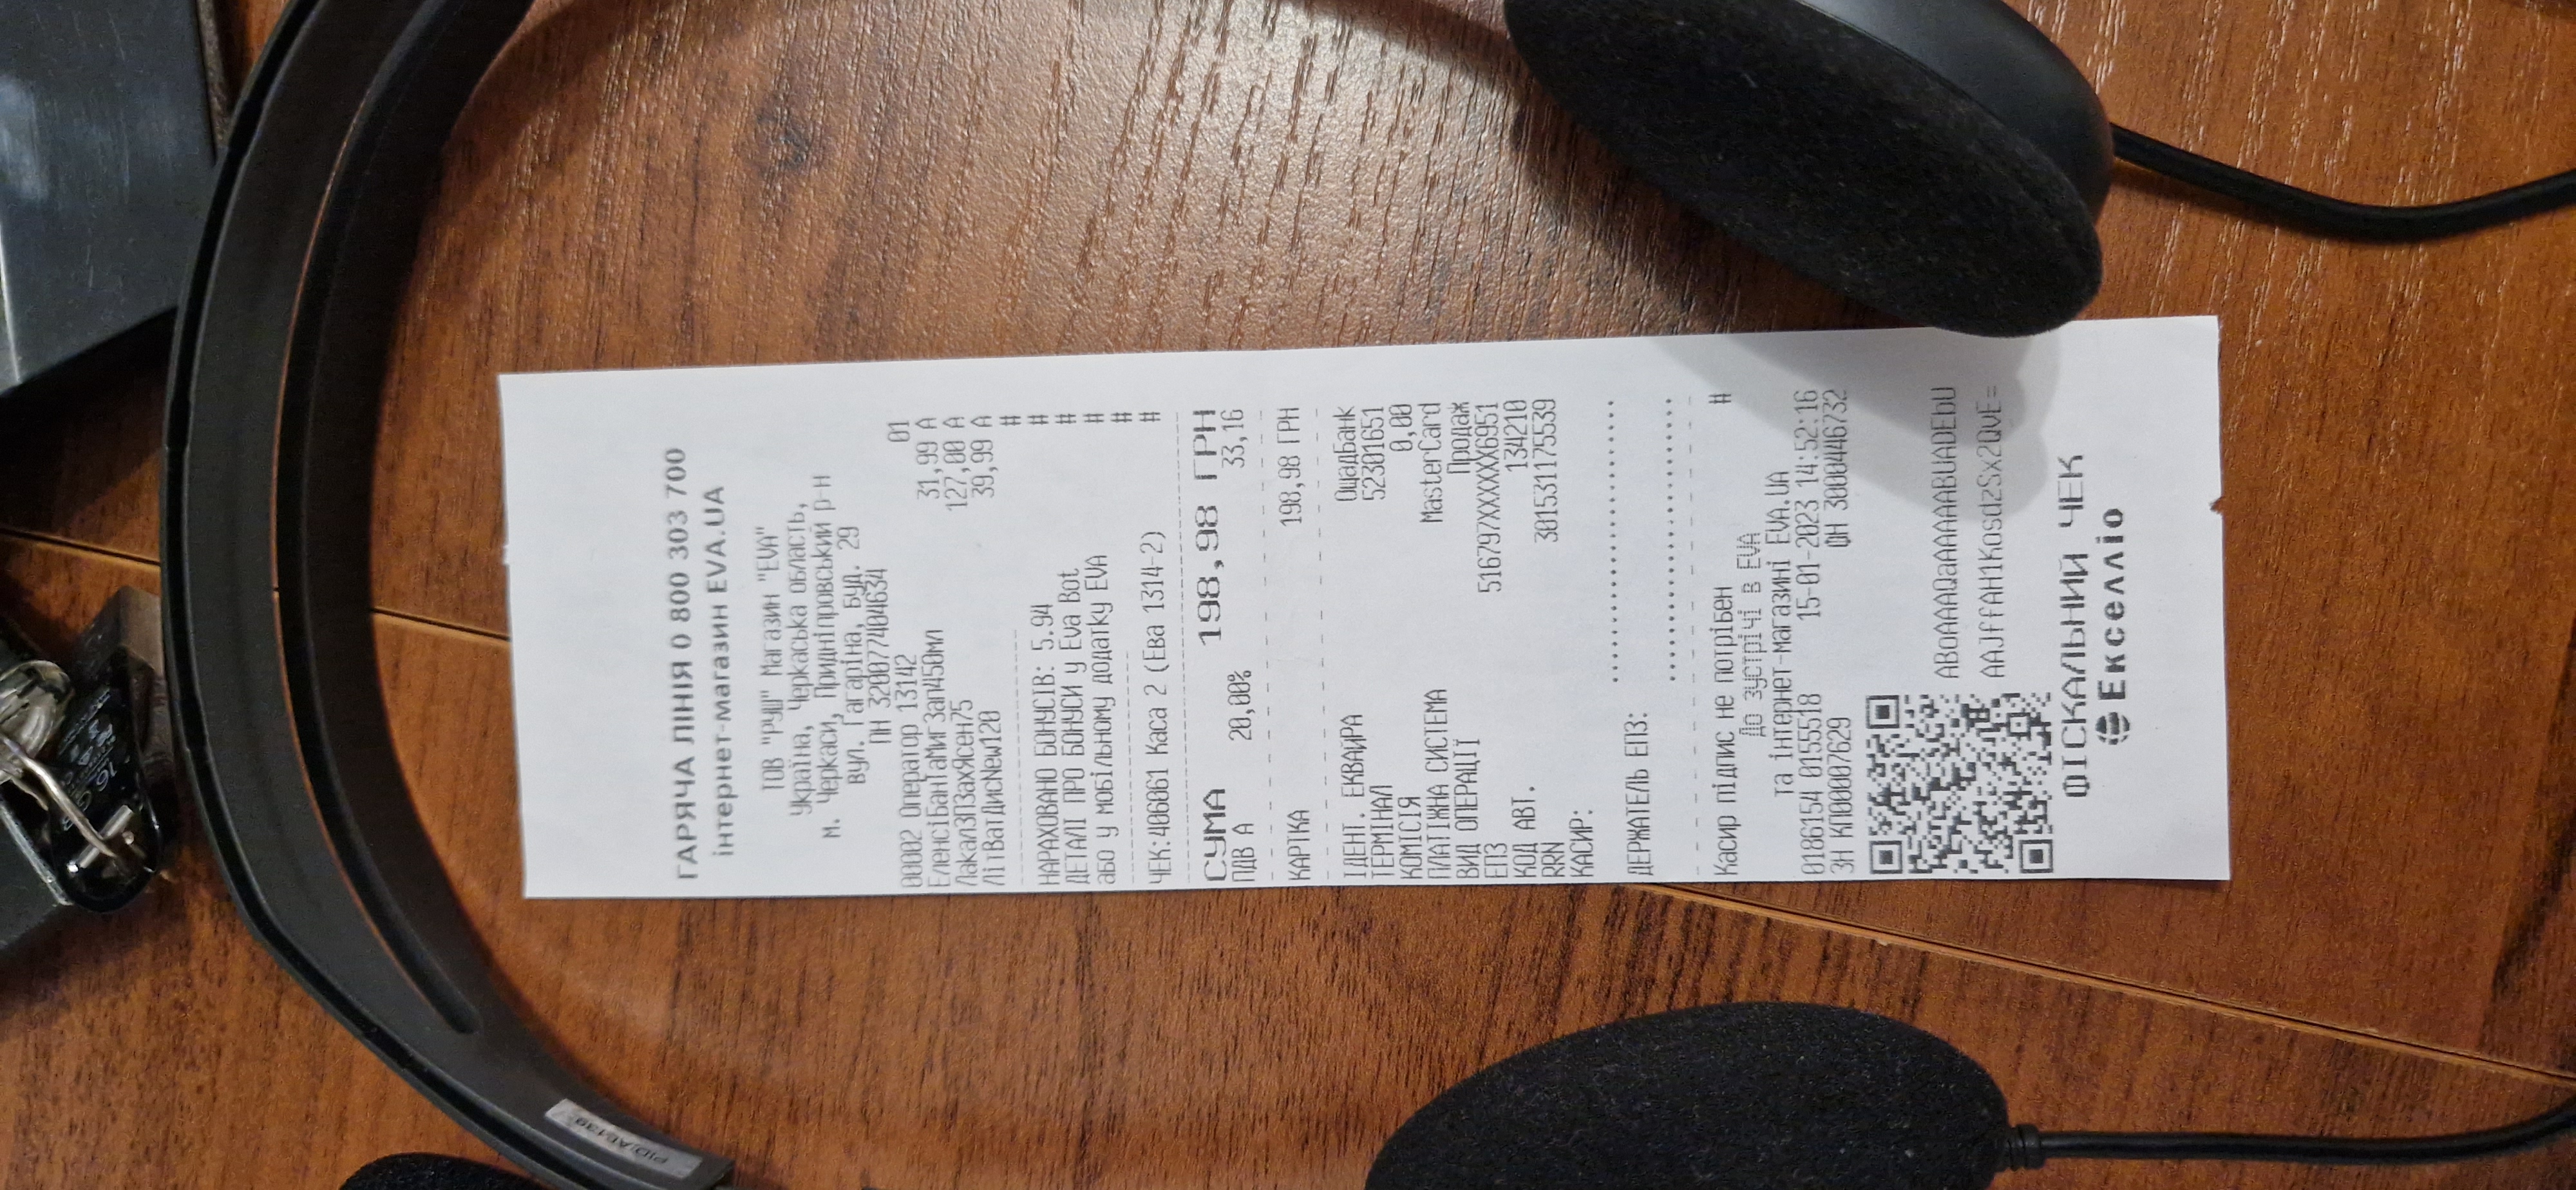 ГАРЯЧА ЛІНІЯ 0 800 303 700
інтернет-магазин EVA.UA
ТОВ "РУШ" Магазин "EVA"
Україна, Черкаська область,
м. Черкаси, Придніпровський р-н
вул. Гагаріна, буд. 29
ПН 320077404634
00002 Оператор 13142 01
ЕленсіБанТаМигЗап450мл 31,99 А
ЛакалЗПЗахЯсен75 127,00 А
ЛіТВатДисNew120 39,99 А
#
НАРАХОВАНО БОНУСІВ: 5.94 #
ДЕТАЛІ ПРО БОНУСИ у Eva Bot #
або у мобільному додатку EVA #
#
ЧЕК:406061 Каса 2 (Ева 1314-2) #
СУМА 198,98 ГРН
ПДВ А 20,00% 33,16
КАРТКА 198,98 ГРН
ІДЕНТ. ЕКВАЙРА Ощадбанк
ТЕРМІНАЛ 52301651
КОМІСІЯ 0,00
ПЛАТІЖНА СИСТЕМА MasterCard
ВИД ОПЕРАЦІЇ Продаж
ЕПЗ 516797XXXXXX6951
КОД АВТ. 134210
RRN 301531175539
КАСИР:
ДЕРЖАТЕЛЬ ЕПЗ:
Касир підпис не потрібен #
До зустрічі в EVA
та інтернет-магазині EVA.UA
0186154 0155518 15-01-2023 14:52:16
ЗН КП00007629 ФН 3000446732
ABoAAAQaAAAAABUADEbU
AAJffAH1KosdzSx2QvE=
ФІСКАЛЬНИЙ ЧЕК
Екселліо